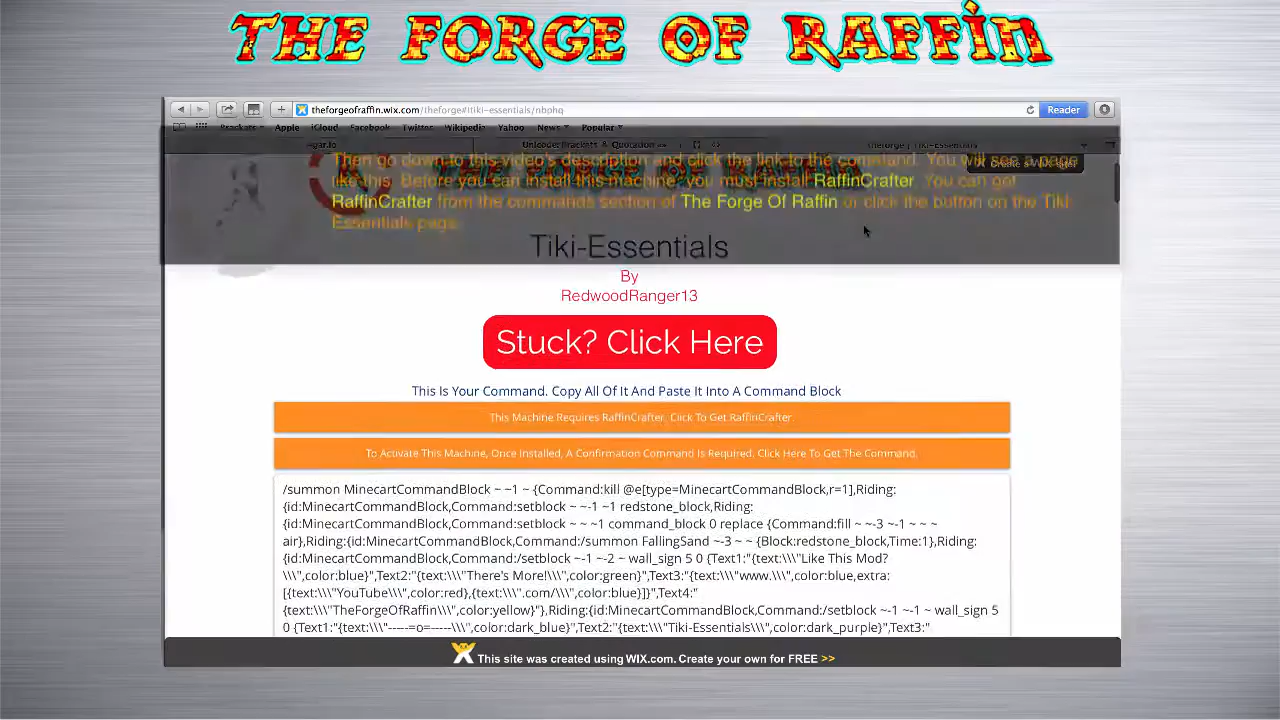 THE FORGE OF RAFFiN
theforgeofraffin.wix.com/theforge#!tiki-essentials/nbphq
Reader
Brackets Apple iCloud Facebook Twitter Wikipedia Yahoo News Popular
Unicode: Brackets & Quotation
theforge | Tiki-Essentials
Then go down to this video's description and click the link to the command. You will see a page
like this. Before you can install this machine, you must install RaffinCrafter. You can get
RaffinCrafter from the commands section of The Forge Of Raffin or click the button on the Tiki
Essentials page.
Tiki-Essentials
By
RedwoodRanger13
Stuck? Click Here
This Is Your Command. Copy All Of It And Paste It Into A Command Block
This Machine Requires RaffinCrafter. Click To Get RaffinCrafter.
To Activate This Machine, Once Installed, A Confirmation Command Is Required. Click Here To Get The Command.
/summon MinecartCommandBlock ~ ~1 ~ {Command:kill @e[type=MinecartCommandBlock,r=1],Riding:
{id:MinecartCommandBlock,Command:setblock ~ ~-1 ~1 redstone_block,Riding:
{id:MinecartCommandBlock,Command:setblock ~ ~ ~1 command_block 0 replace {Command:fill ~ ~-3 ~-1 ~ ~ ~
air},Riding:{id:MinecartCommandBlock,Command:/summon FallingSand ~-3 ~ ~ {Block:redstone_block,Time:1},Riding:
{id:MinecartCommandBlock,Command:/setblock ~-1 ~-2 ~ wall_sign 5 0 {Text1:"{text:\\\"Like This Mod?
\\\",color:blue}",Text2:"{text:\\\"There's More!\\\",color:green}",Text3:"{text:\\\"www.\\\",color:blue,extra:
[{text:\\\"YouTube\\\",color:red},{text:\\\".com/\\\",color:blue}]}",Text4:"
{text:\\\"TheForgeOfRaffin\\\",color:yellow}"},Riding:{id:MinecartCommandBlock,Command:/setblock ~-1 ~-1 ~ wall_sign 5
0 {Text1:"{text:\\\"-----=o=-----\\\",color:dark_blue}",Text2:"{text:\\\"Tiki-Essentials\\\",color:dark_purple}",Text3:"
This site was created using WIX.com. Create your own for FREE >>